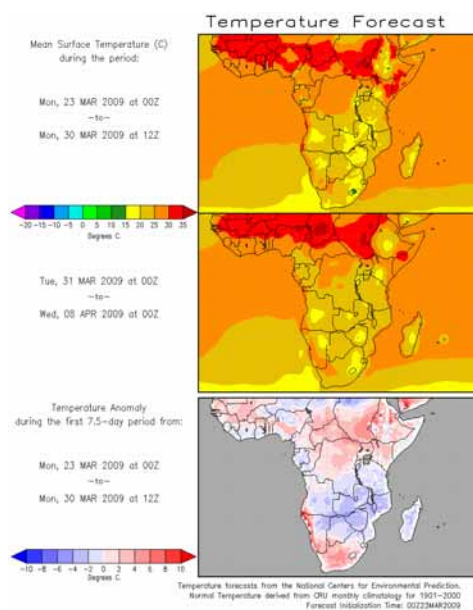 Temperature Forecast
Mean Surface Temperature (C)
during the period:
Mon, 23 MAR 2009 at 00Z
-to-
Mon, 30 MAR 2009 at 12Z
-20 -15 -10 -5 0 5 10 15 20 25 30 35
Degrees C.
Tue, 31 MAR 2009 at 00Z
-to-
Wed, 08 APR 2009 at 00Z
Temperature Anomaly
during the first 7.5-day period from:
Mon, 23 MAR 2009 at 00Z
-to-
Mon, 30 MAR 2009 at 12Z
-10 -8 -6 -4 -2 0 2 4 6 8 10
Degrees C.
Temperature forecasts from the National Centers for Environmental Prediction.
Normal Temperature derived from CRU monthly climatology for 1901-2000
Forecast Initialization Time: 00Z23MAR2009